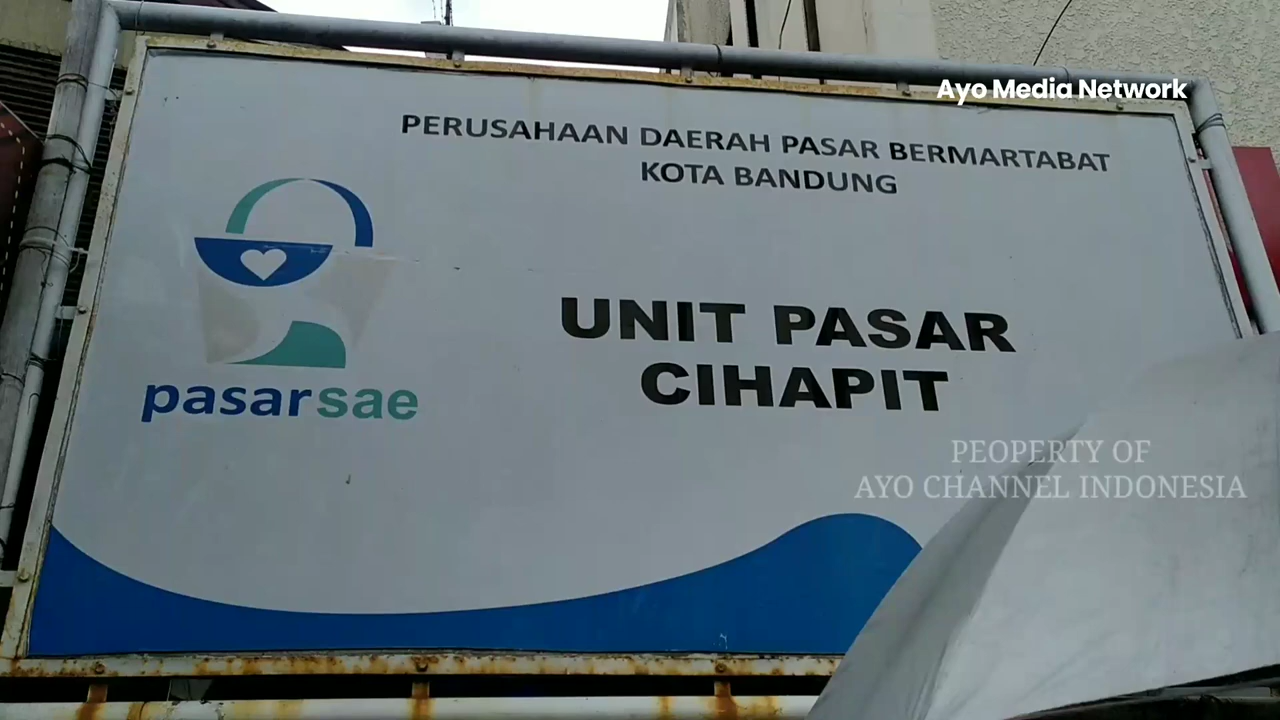 Ayo Media Network
PERUSAHAAN DAERAH PASAR BERMARTABAT
KOTA BANDUNG
UNIT PASAR
CIHAPIT
pasarsae
PEOPERTY OF
AYO CHANNEL INDONESIA